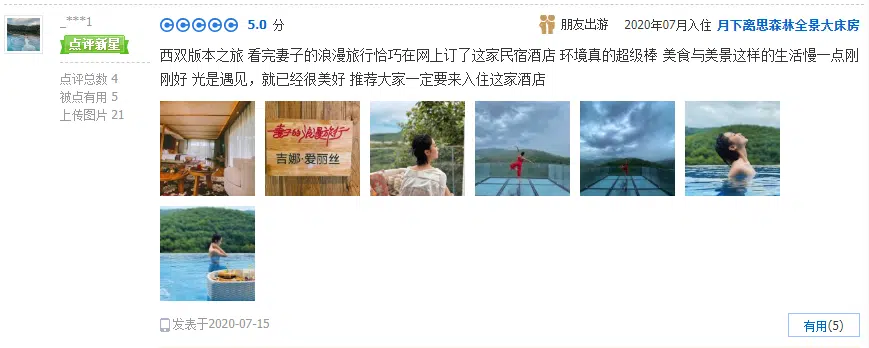 _***1
点评新星
点评总数 4
被点有用 5
上传图片 21
5.0 分
朋友出游
2020年07月入住 月下离思森林全景大床房
西双版本之旅 看完妻子的浪漫旅行恰巧在网上订了这家民宿酒店 环境真的超级棒 美食与美景这样的生活慢一点刚
刚好 光是遇见，就已经很美好 推荐大家一定要来入住这家酒店
妻子的浪漫旅行
吉娜·爱丽丝
发表于2020-07-15
有用(5)